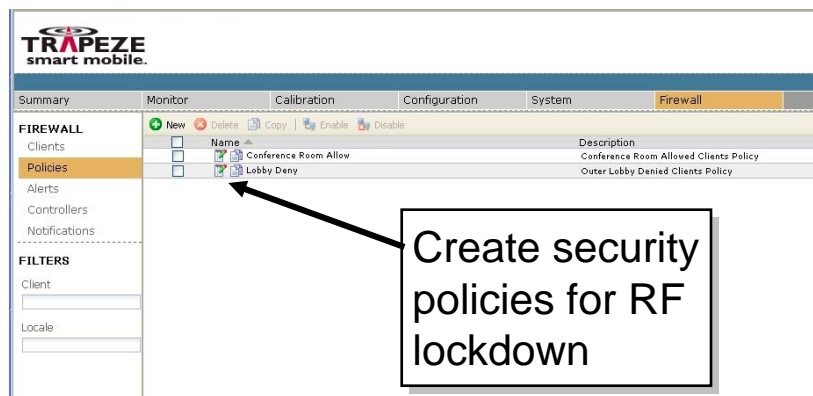 TRAPEZE
smart mobile.
Summary Monitor Calibration Configuration System Firewall
FIREWALL
Clients
Policies
Alerts
Controllers
Notifications
FILTERS
Client
Locale
New Delete Copy | Enable Disable
Name Description
Conference Room Allow Conference Room Allowed Clients Policy
Lobby Deny Outer Lobby Denied Clients Policy
Create security
policies for RF
lockdown